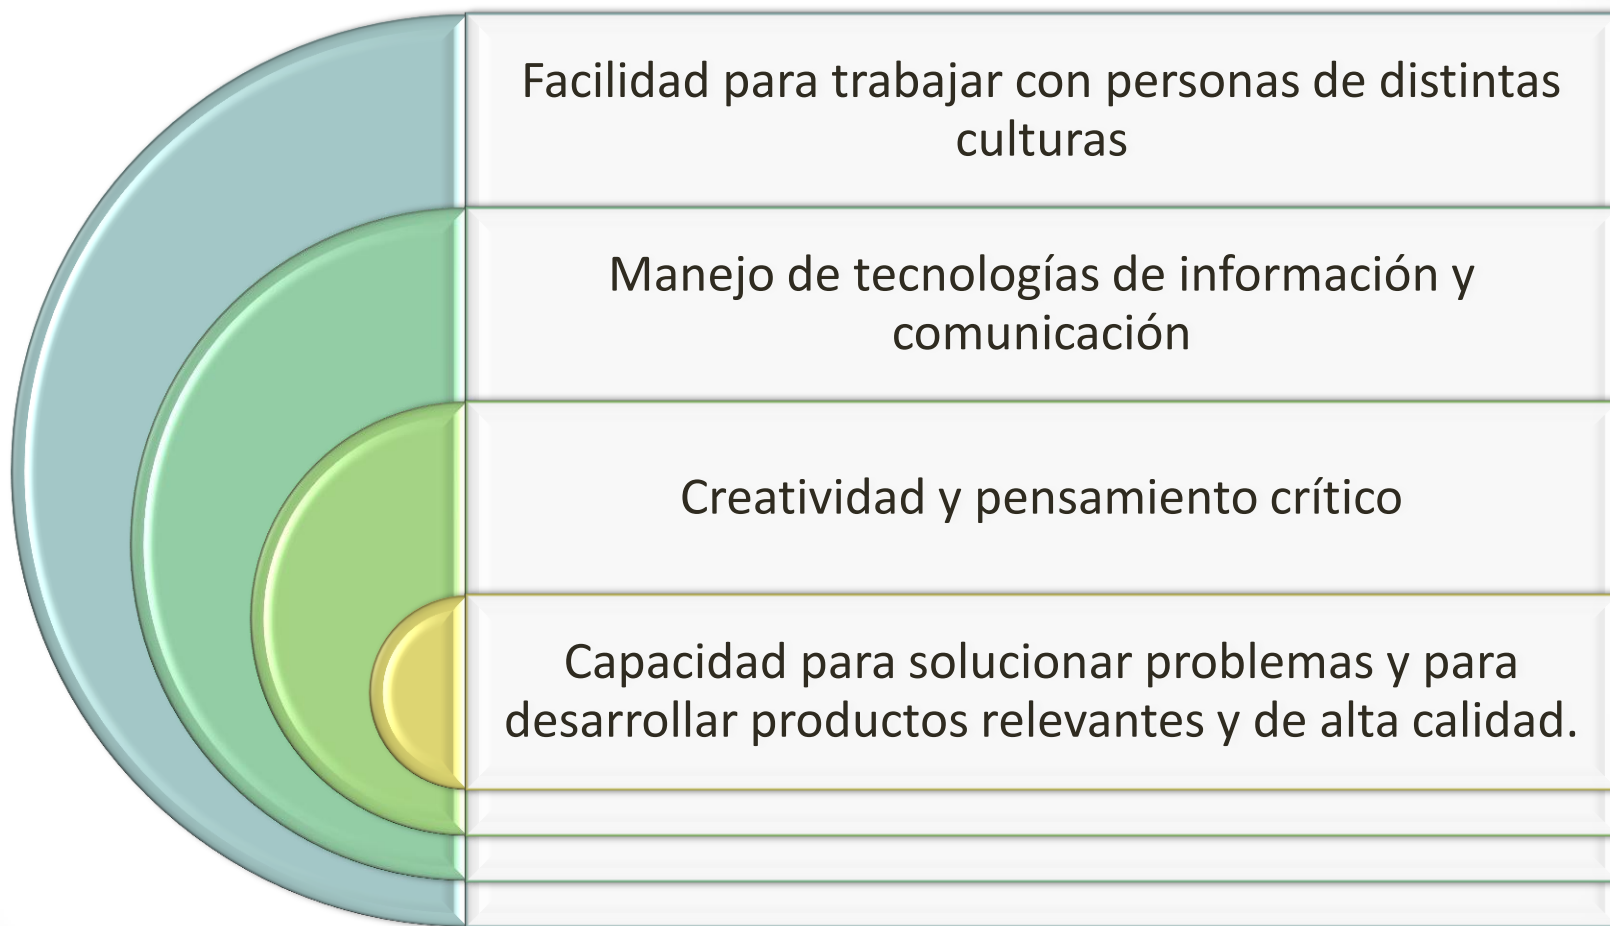 Facilidad para trabajar con personas de distintas
culturas
Manejo de tecnologías de información y
comunicación
Creatividad y pensamiento crítico
Capacidad para solucionar problemas y para
desarrollar productos relevantes y de alta calidad.